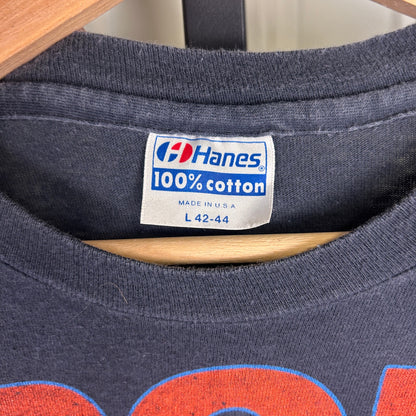 Hanes®
100% cotton
MADE IN U.S.A
L 42-44